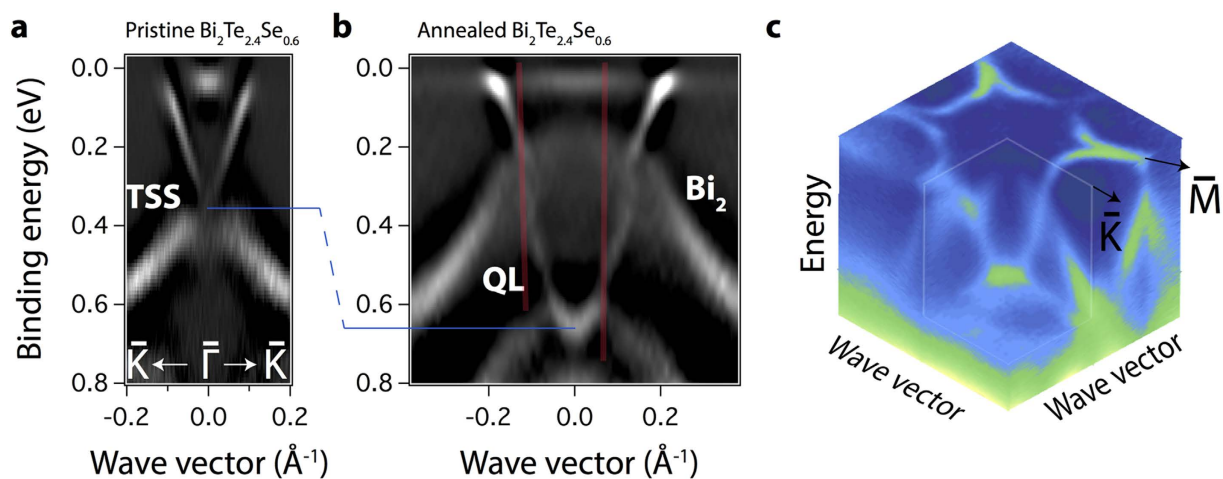 a Pristine Bi₂Te₂.₄Se₀.₆
b Annealed Bi₂Te₂.₄Se₀.₆
c
Binding energy (eV)
0.0
0.2
0.4
0.6
0.8
TSS
K̄ ← Γ̄ → K̄
-0.2 0.0 0.2
Wave vector (Å⁻¹)
0.0
0.2
0.4
0.6
0.8
QL
Bi₂
-0.2 0.0 0.2
Wave vector (Å⁻¹)
Energy
M̄
K̄
Wave vector
Wave vector